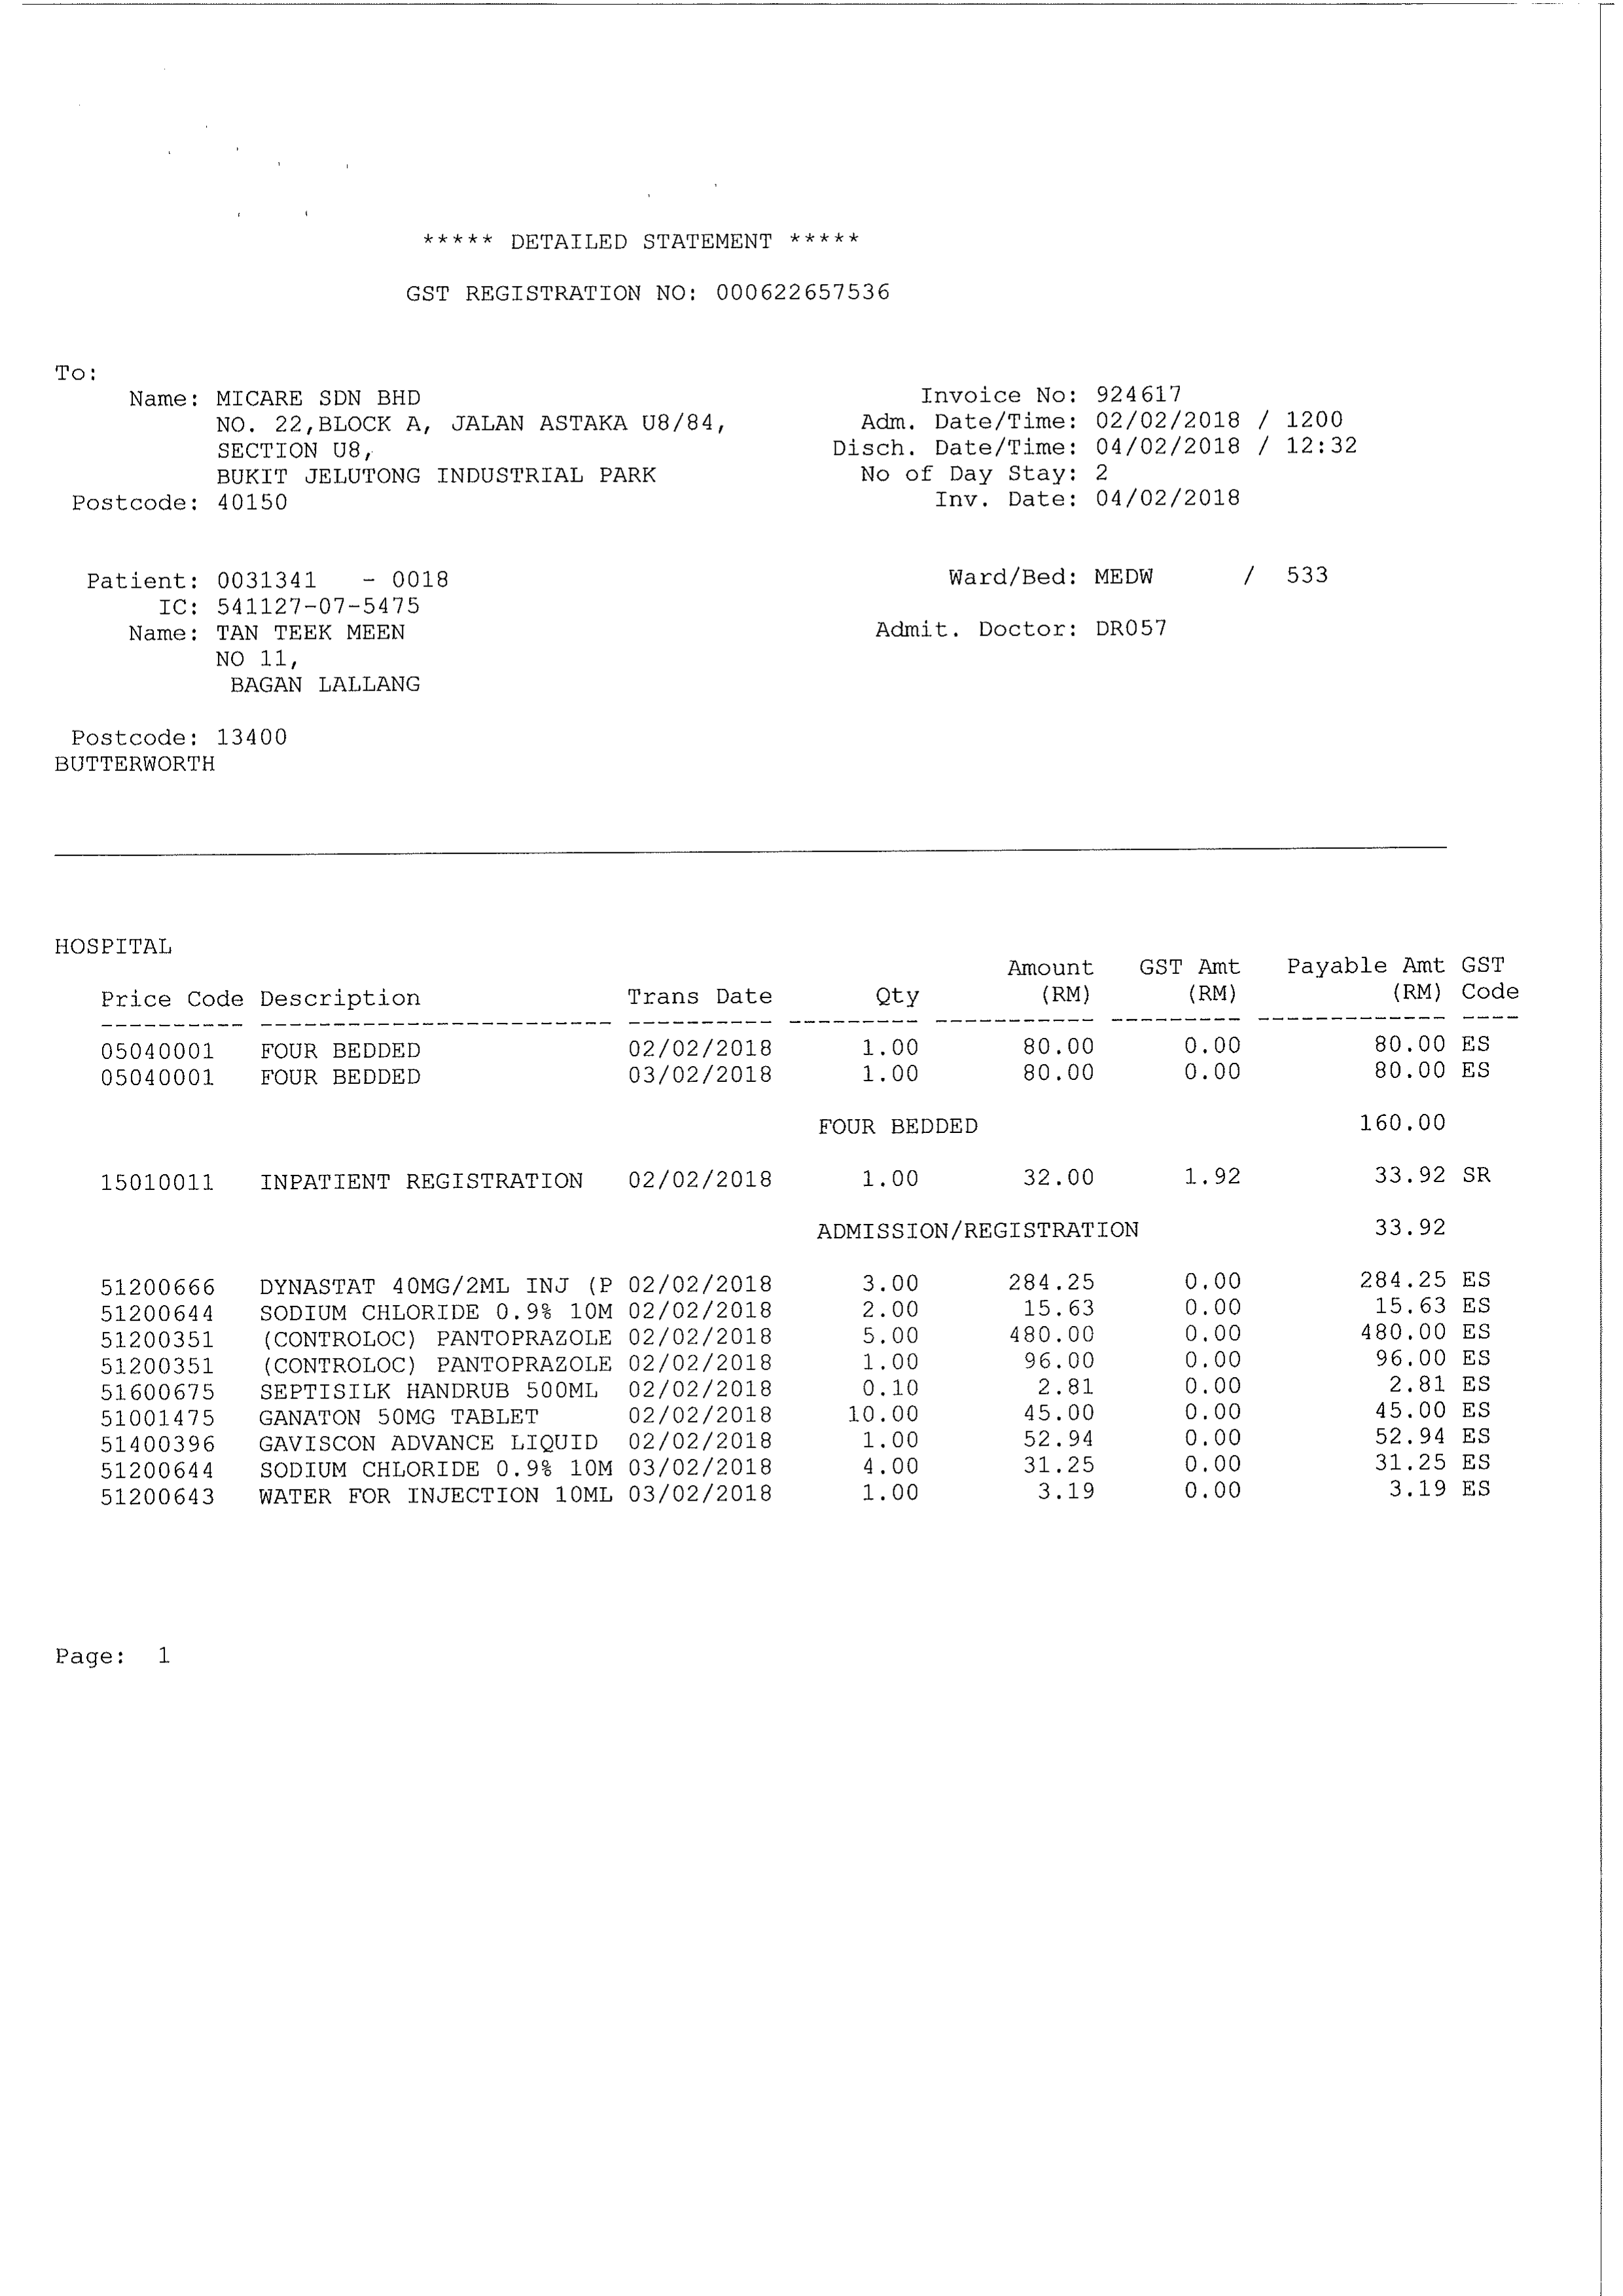 ***** DETAILED STATEMENT *****
GST REGISTRATION NO: 000622657536
To:
Name: MICARE SDN BHD
NO. 22,BLOCK A, JALAN ASTAKA U8/84,
SECTION U8,
BUKIT JELUTONG INDUSTRIAL PARK
Postcode: 40150
Invoice No: 924617
Adm. Date/Time: 02/02/2018 / 1200
Disch. Date/Time: 04/02/2018 / 12:32
No of Day Stay: 2
Inv. Date: 04/02/2018
Patient: 0031341 - 0018
IC: 541127-07-5475
Name: TAN TEEK MEEN
NO 11,
BAGAN LALLANG
Postcode: 13400
BUTTERWORTH
Ward/Bed: MEDW / 533
Admit. Doctor: DR057
HOSPITAL
Amount GST Amt Payable Amt GST
Price Code Description Trans Date Qty (RM) (RM) (RM) Code
05040001 FOUR BEDDED 02/02/2018 1.00 80.00 0.00 80.00 ES
05040001 FOUR BEDDED 03/02/2018 1.00 80.00 0.00 80.00 ES
FOUR BEDDED 160.00
15010011 INPATIENT REGISTRATION 02/02/2018 1.00 32.00 1.92 33.92 SR
ADMISSION/REGISTRATION 33.92
51200666 DYNASTAT 40MG/2ML INJ (P 02/02/2018 3.00 284.25 0.00 284.25 ES
51200644 SODIUM CHLORIDE 0.9% 10M 02/02/2018 2.00 15.63 0.00 15.63 ES
51200351 (CONTROLOC) PANTOPRAZOLE 02/02/2018 5.00 480.00 0.00 480.00 ES
51200351 (CONTROLOC) PANTOPRAZOLE 02/02/2018 1.00 96.00 0.00 96.00 ES
51600675 SEPTISILK HANDRUB 500ML 02/02/2018 0.10 2.81 0.00 2.81 ES
51001475 GANATON 50MG TABLET 02/02/2018 10.00 45.00 0.00 45.00 ES
51400396 GAVISCON ADVANCE LIQUID 02/02/2018 1.00 52.94 0.00 52.94 ES
51200644 SODIUM CHLORIDE 0.9% 10M 03/02/2018 4.00 31.25 0.00 31.25 ES
51200643 WATER FOR INJECTION 10ML 03/02/2018 1.00 3.19 0.00 3.19 ES
Page: 1